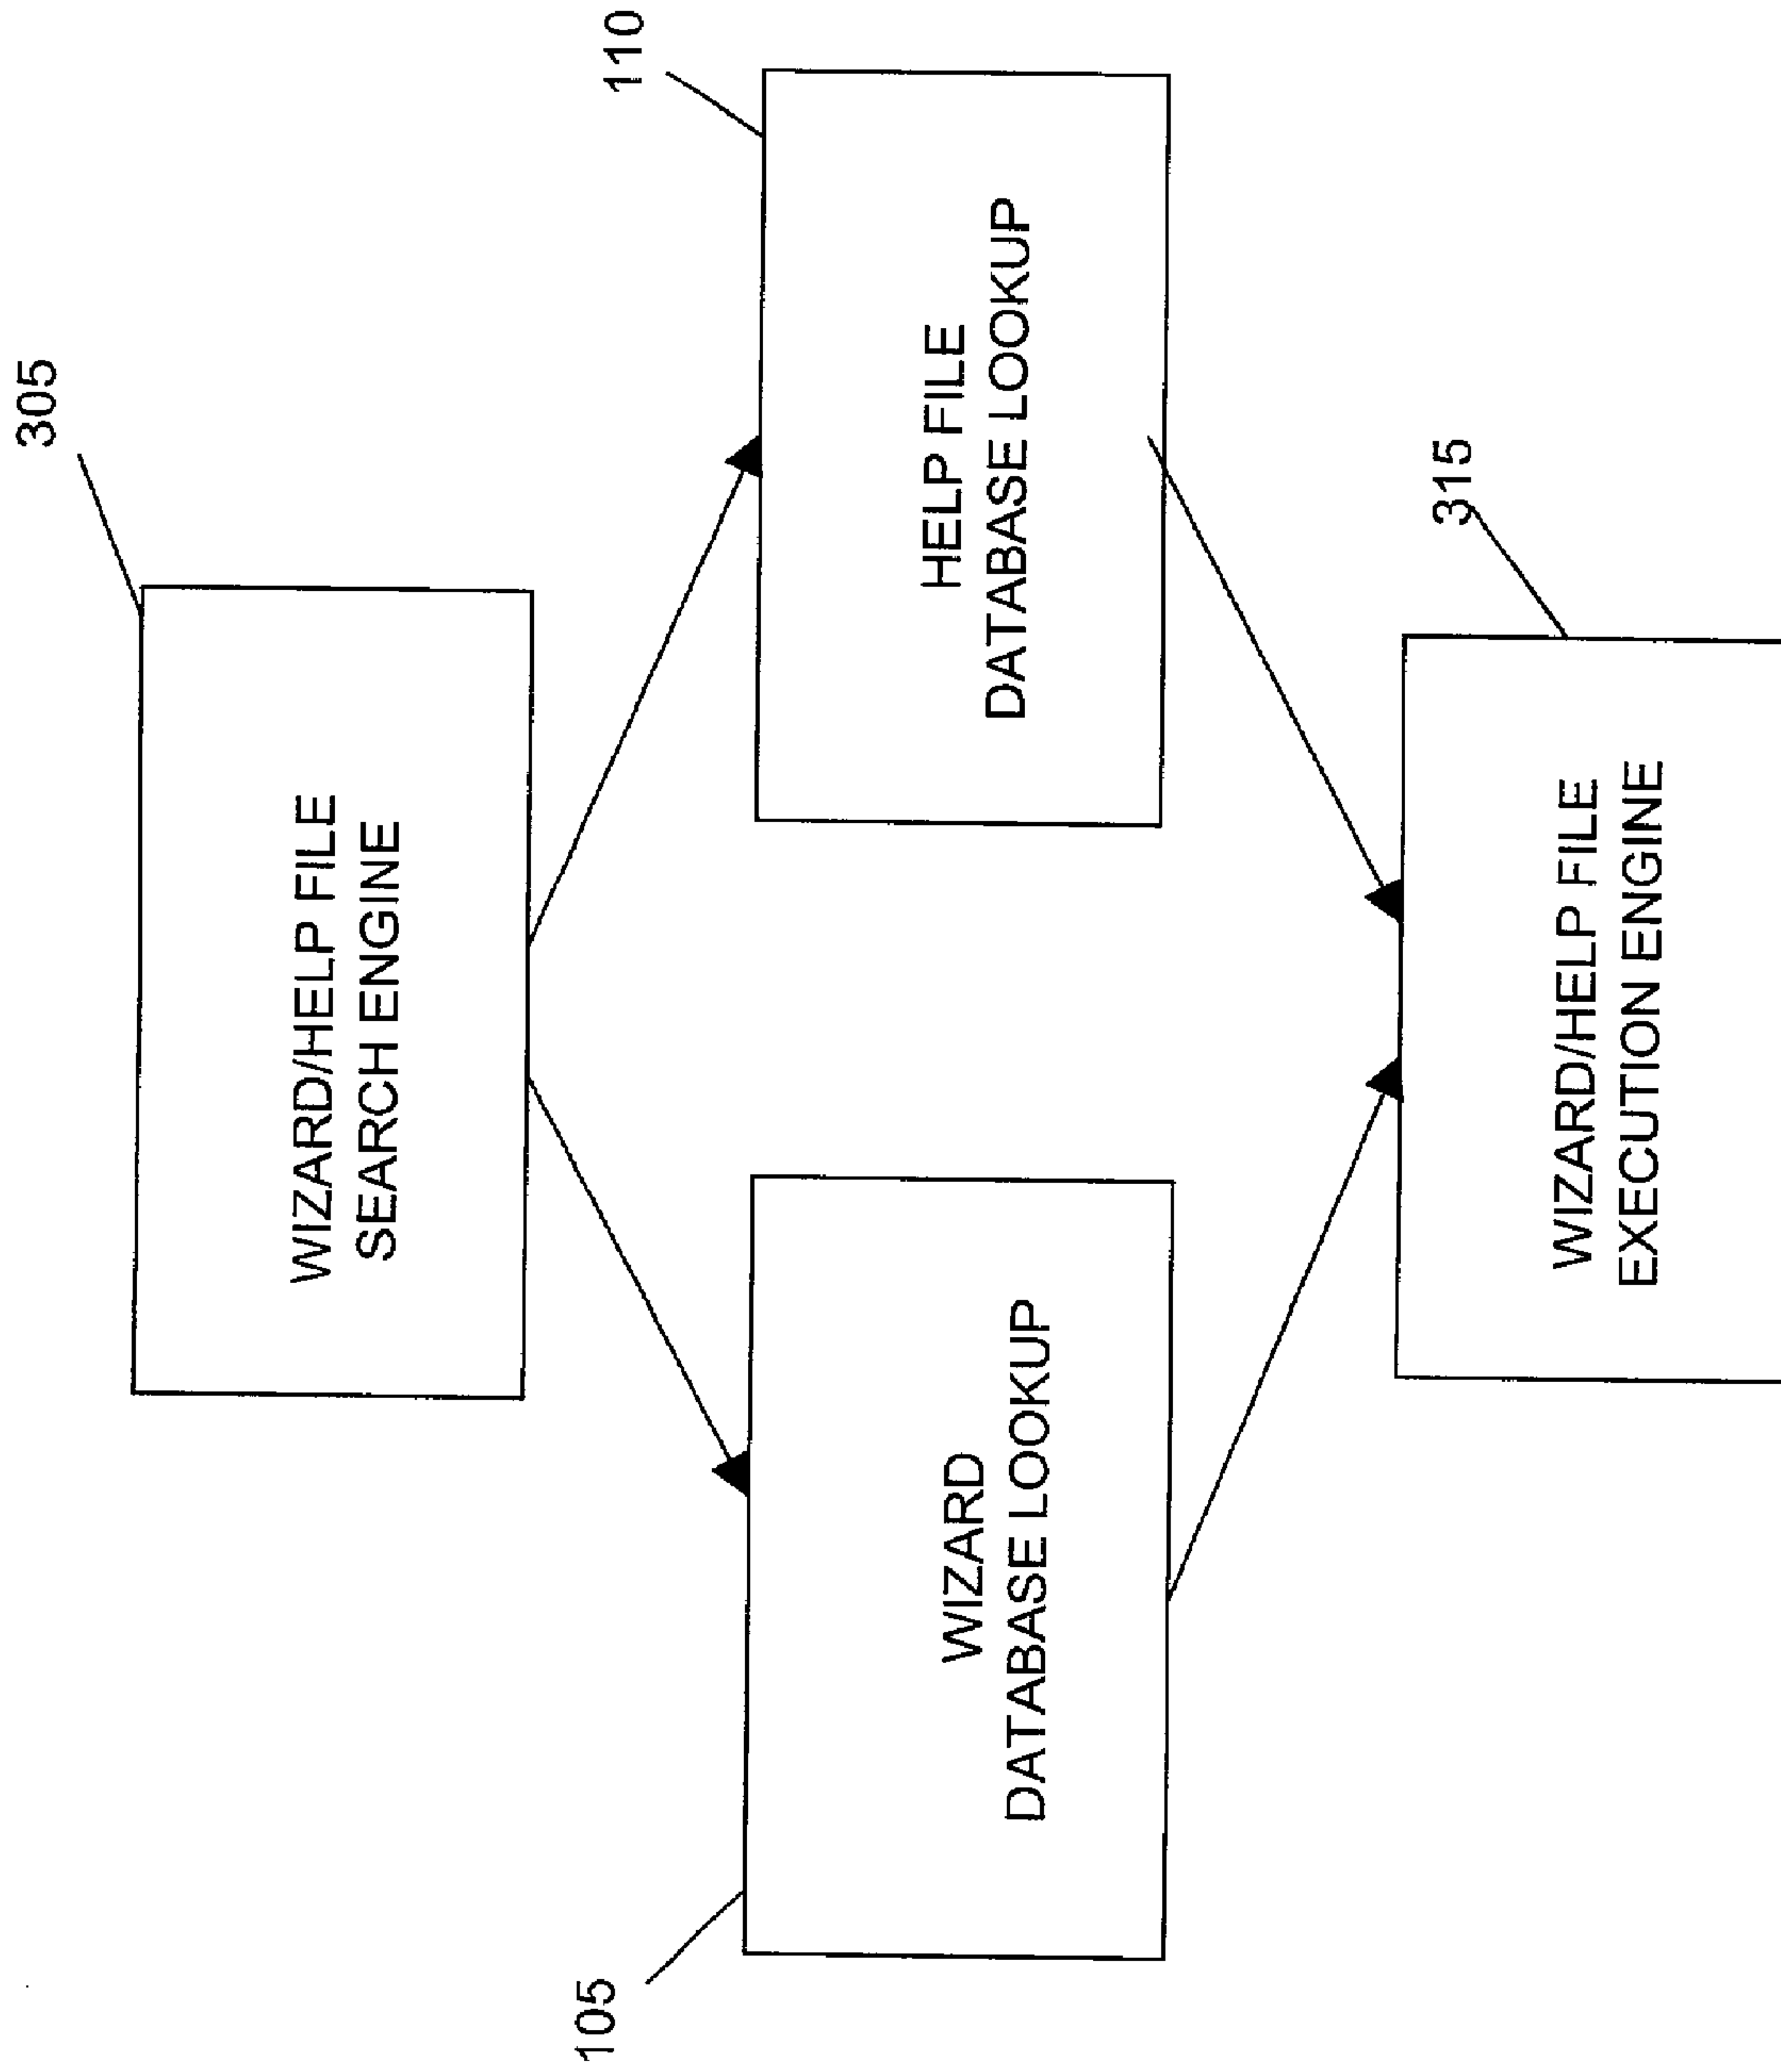 305
WIZARD/HELP FILE
SEARCH ENGINE
105
WIZARD
DATABASE LOOKUP
110
HELP FILE
DATABASE LOOKUP
315
WIZARD/HELP FILE
EXECUTION ENGINE